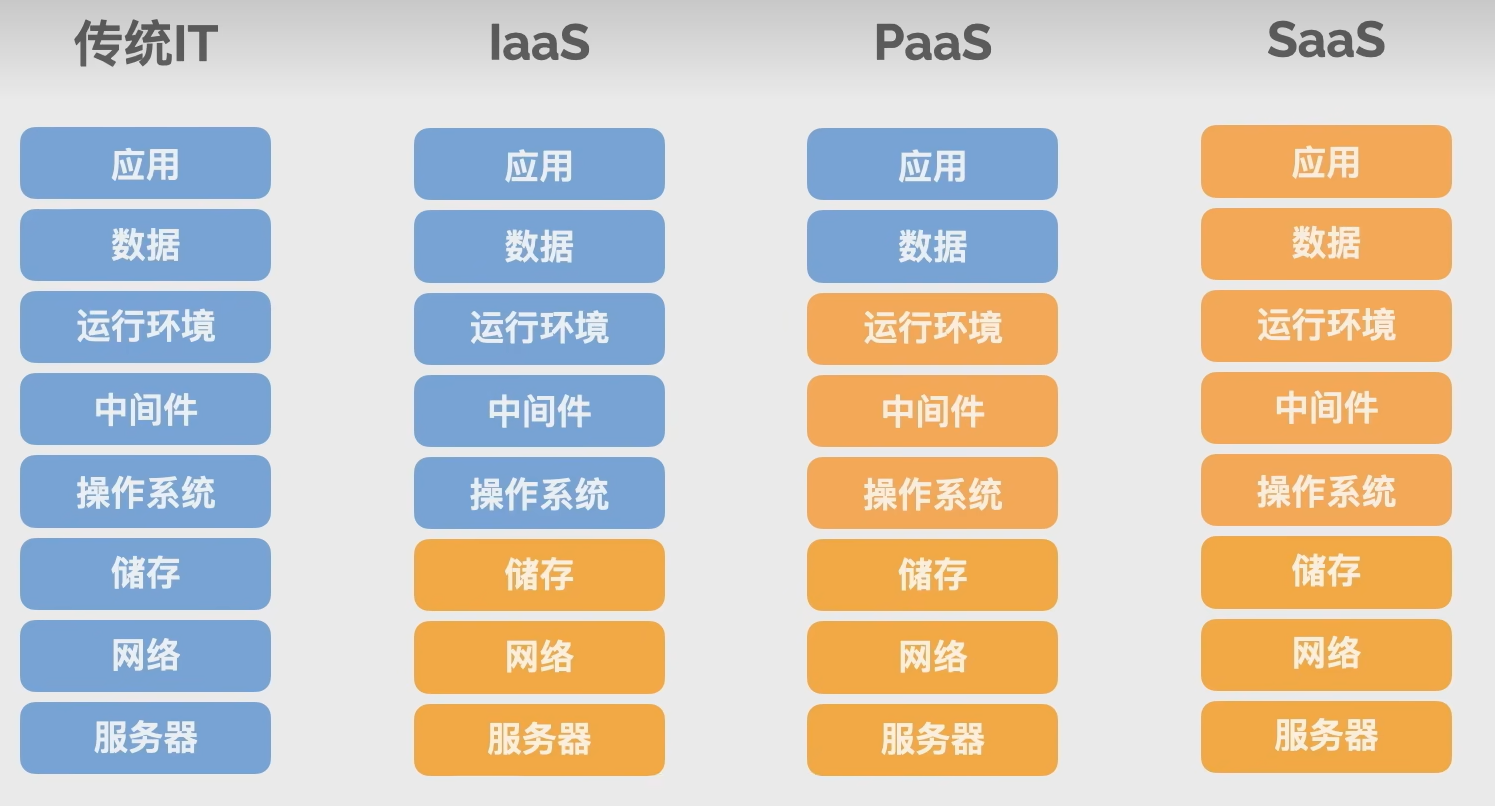 传统IT
IaaS
PaaS
SaaS
应用
应用
应用
应用
数据
数据
数据
数据
运行环境
运行环境
运行环境
运行环境
中间件
中间件
中间件
中间件
操作系统
操作系统
操作系统
操作系统
储存
储存
储存
储存
网络
网络
网络
网络
服务器
服务器
服务器
服务器